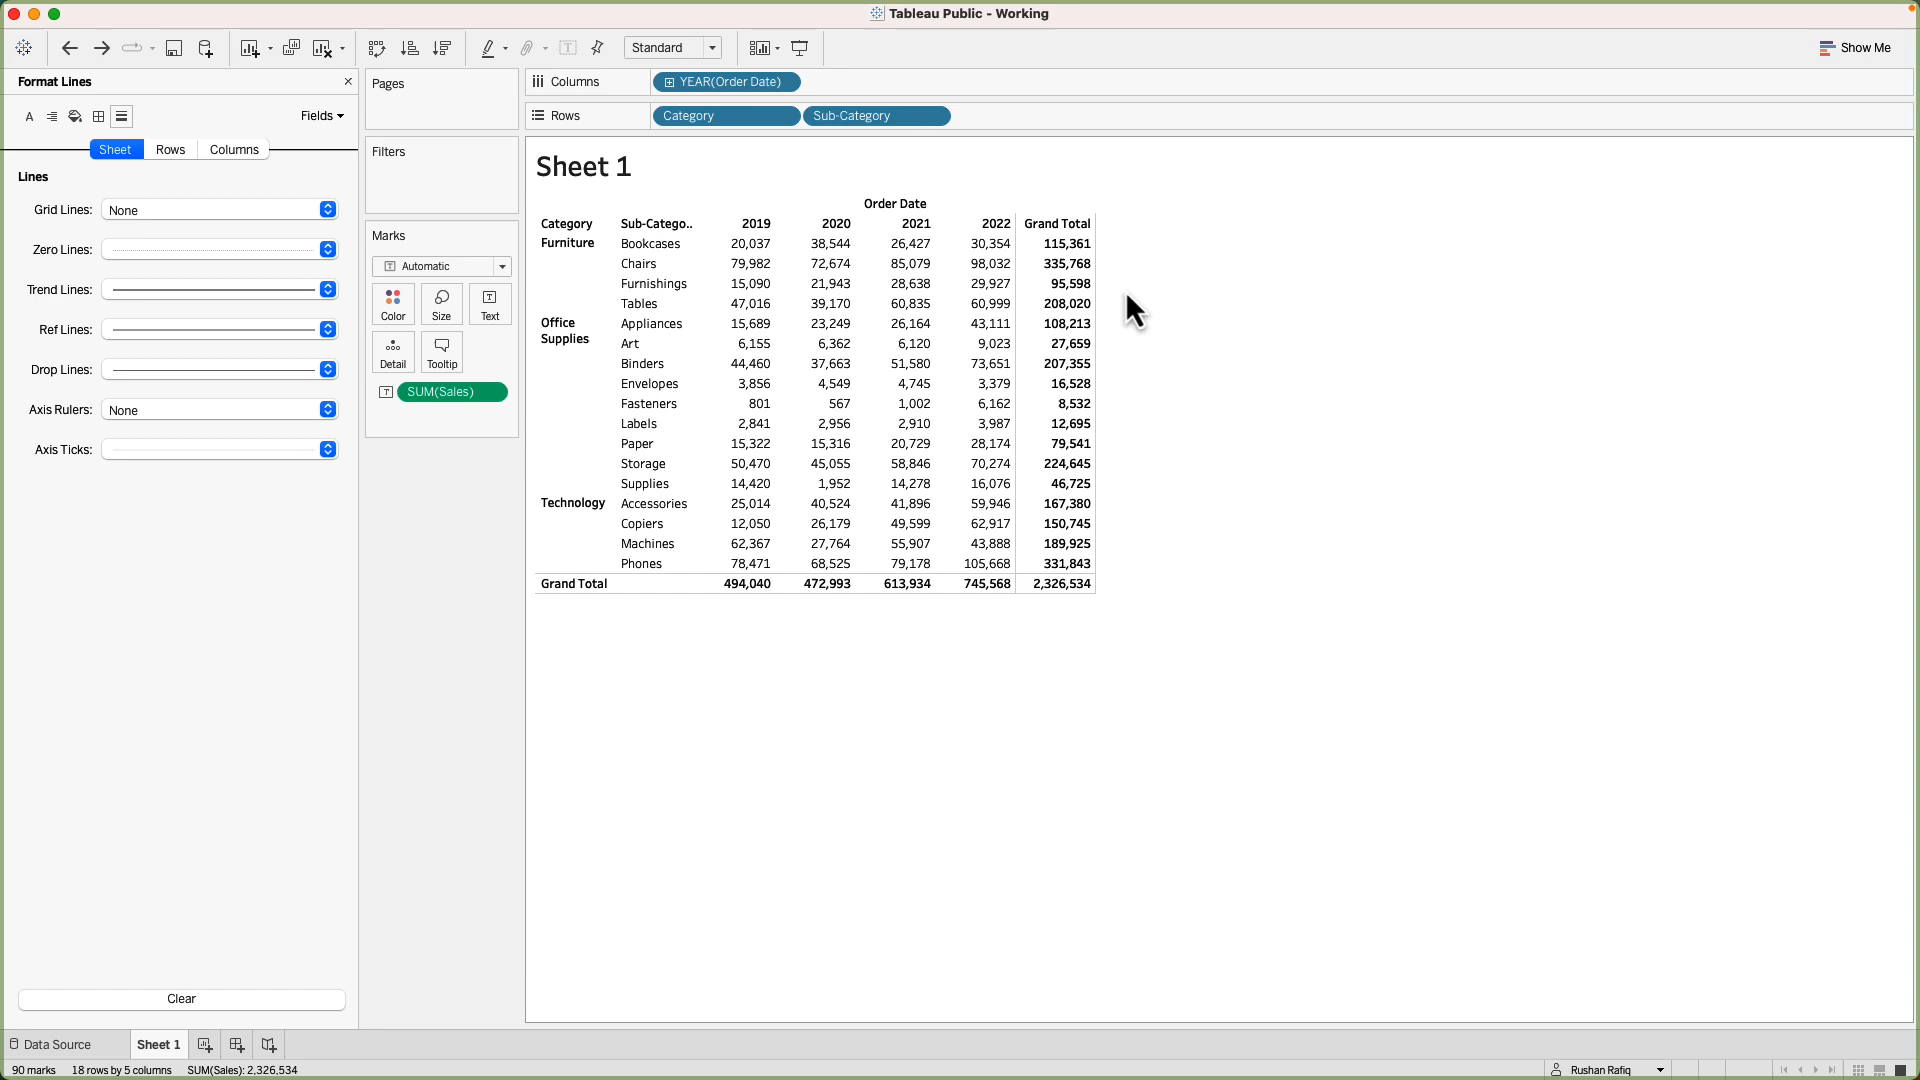 Tableau Public - Working
Standard
Show Me
Format Lines
Fields
Sheet Rows Columns
Lines
Grid Lines: None
Zero Lines:
Trend Lines:
Ref Lines:
Drop Lines:
Axis Rulers: None
Axis Ticks:
Clear
Pages
Filters
Marks
Automatic
Color Size Text
Detail Tooltip
SUM(Sales)
Columns YEAR(Order Date)
Rows Category Sub-Category
Sheet 1
Order Date
Category Sub-Catego.. 2019 2020 2021 2022 Grand Total
Furniture Bookcases 20,037 38,544 26,427 30,354 115,361
Chairs 79,982 72,674 85,079 98,032 335,768
Furnishings 15,090 21,943 28,638 29,927 95,598
Tables 47,016 39,170 60,835 60,999 208,020
Office Supplies Appliances 15,689 23,249 26,164 43,111 108,213
Art 6,155 6,362 6,120 9,023 27,659
Binders 44,460 37,663 51,580 73,651 207,355
Envelopes 3,856 4,549 4,745 3,379 16,528
Fasteners 801 567 1,002 6,162 8,532
Labels 2,841 2,956 2,910 3,987 12,695
Paper 15,322 15,316 20,729 28,174 79,541
Storage 50,470 45,055 58,846 70,274 224,645
Supplies 14,420 1,952 14,278 16,076 46,725
Technology Accessories 25,014 40,524 41,896 59,946 167,380
Copiers 12,050 26,179 49,599 62,917 150,745
Machines 62,367 27,764 55,907 43,888 189,925
Phones 78,471 68,525 79,178 105,668 331,843
Grand Total 494,040 472,993 613,934 745,568 2,326,534
Data Source Sheet 1
90 marks 18 rows by 5 columns SUM(Sales): 2,326,534
Rushan Rafiq